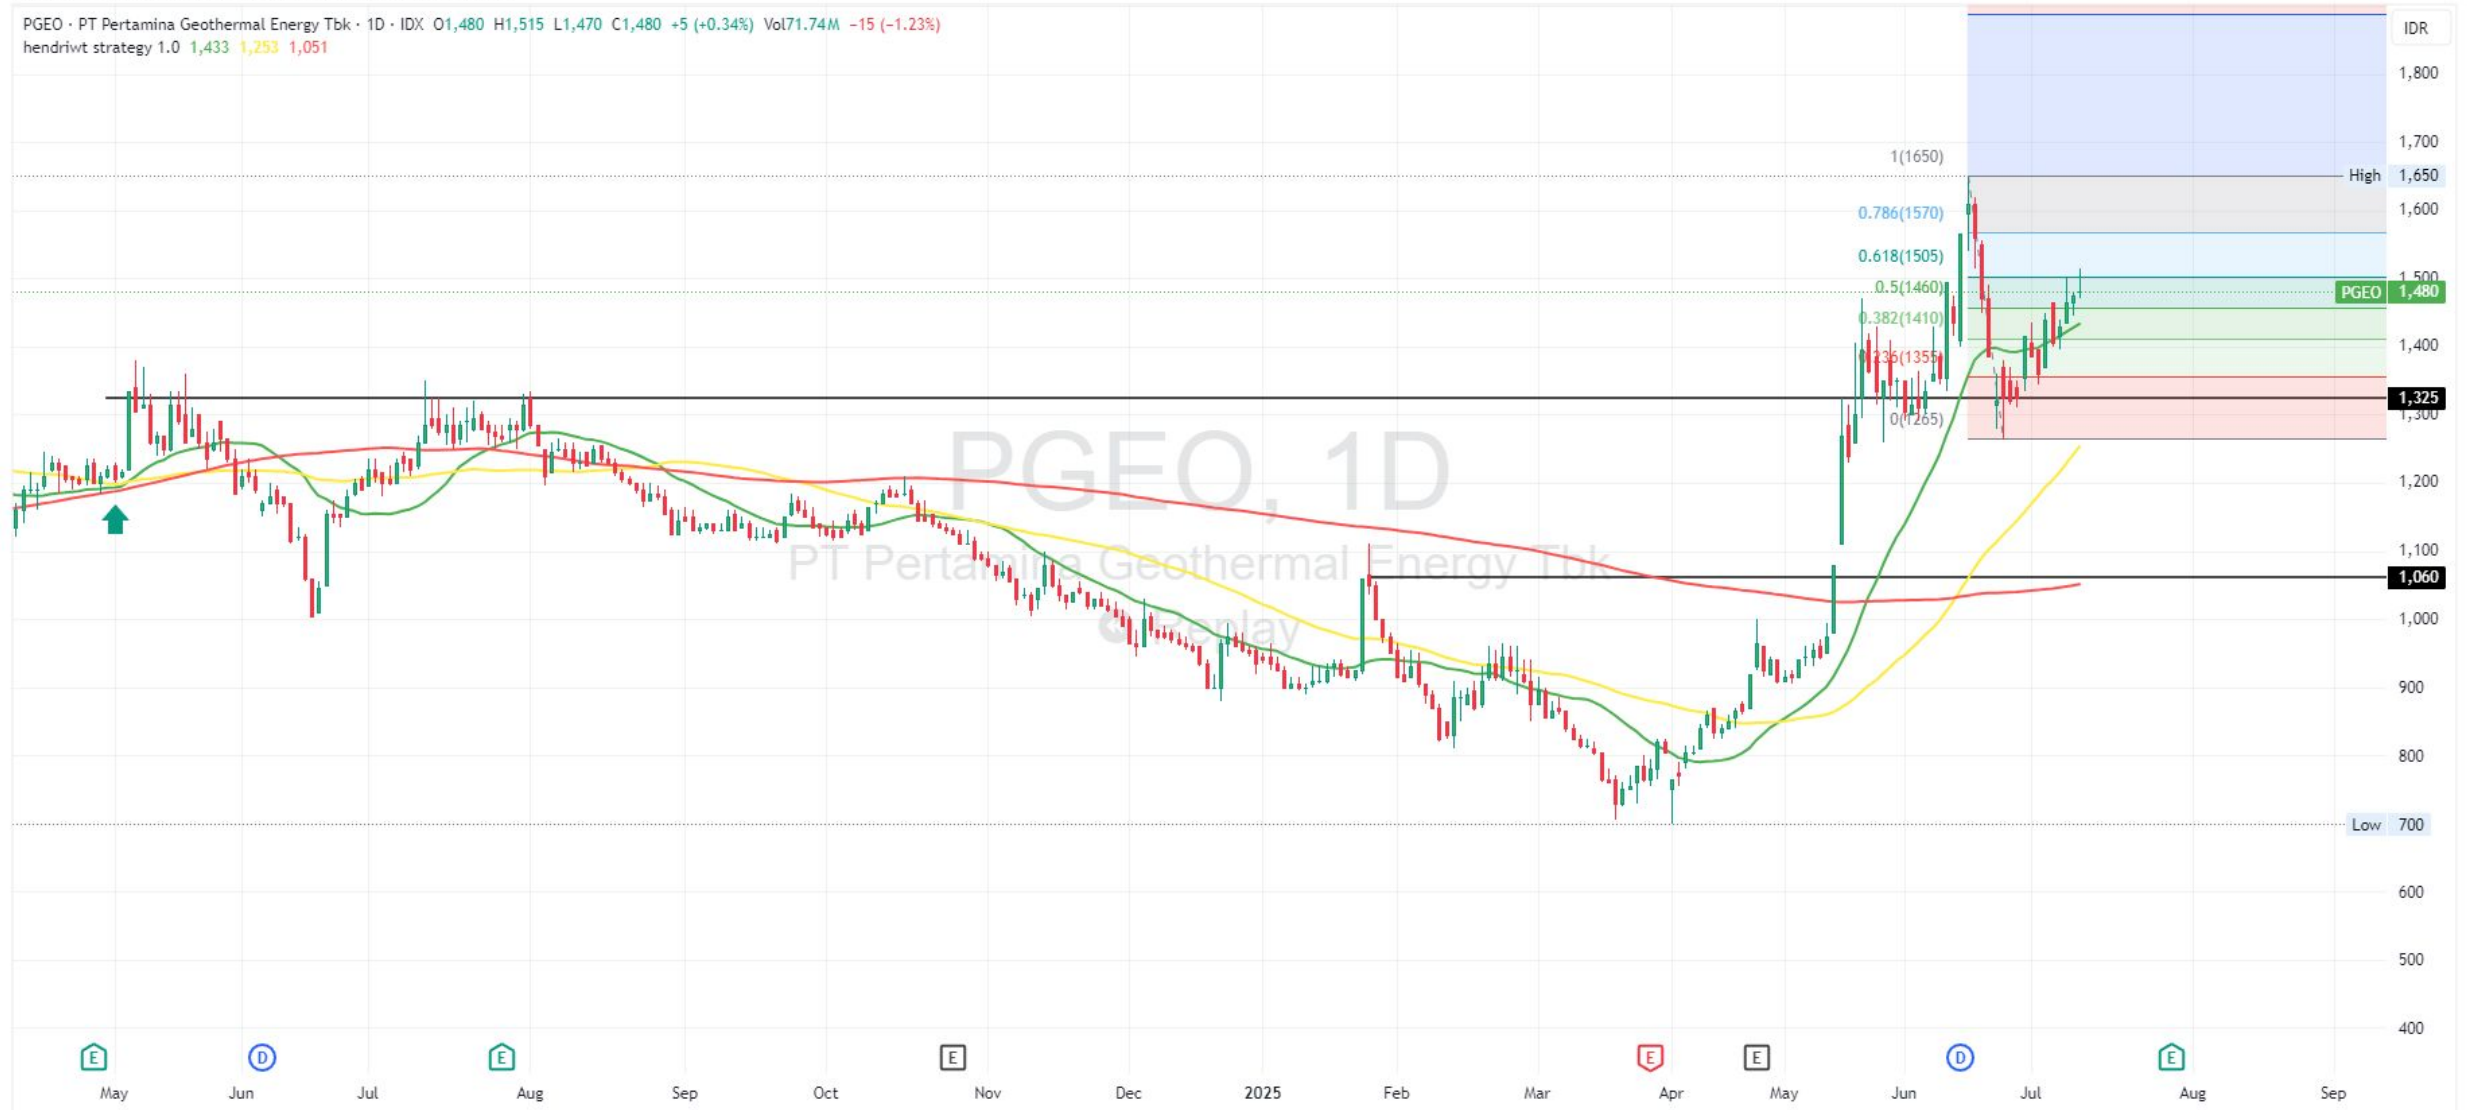 PGEO · PT Pertamina Geothermal Energy Tbk · 1D · IDX O1,480 H1,515 L1,470 C1,480 +5 (+0.34%) Vol71.74M −15 (−1.23%)
hendriwt strategy 1.0 1,433 1,253 1,051
IDR
1,800
1,700
1(1650)
High 1,650
1,600
0.786(1570)
0.618(1505)
1,500
0.5(1460)
PGEO 1,480
0.382(1410)
1,400
0.236(1355)
1,325
1,300
0(1265)
PGEO, 1D
1,200
PT Pertamina Geothermal Energy Tbk
1,100
1,060
Replay
1,000
900
800
Low 700
600
500
400
E D E E E E D E
May Jun Jul Aug Sep Oct Nov Dec 2025 Feb Mar Apr May Jun Jul Aug Sep